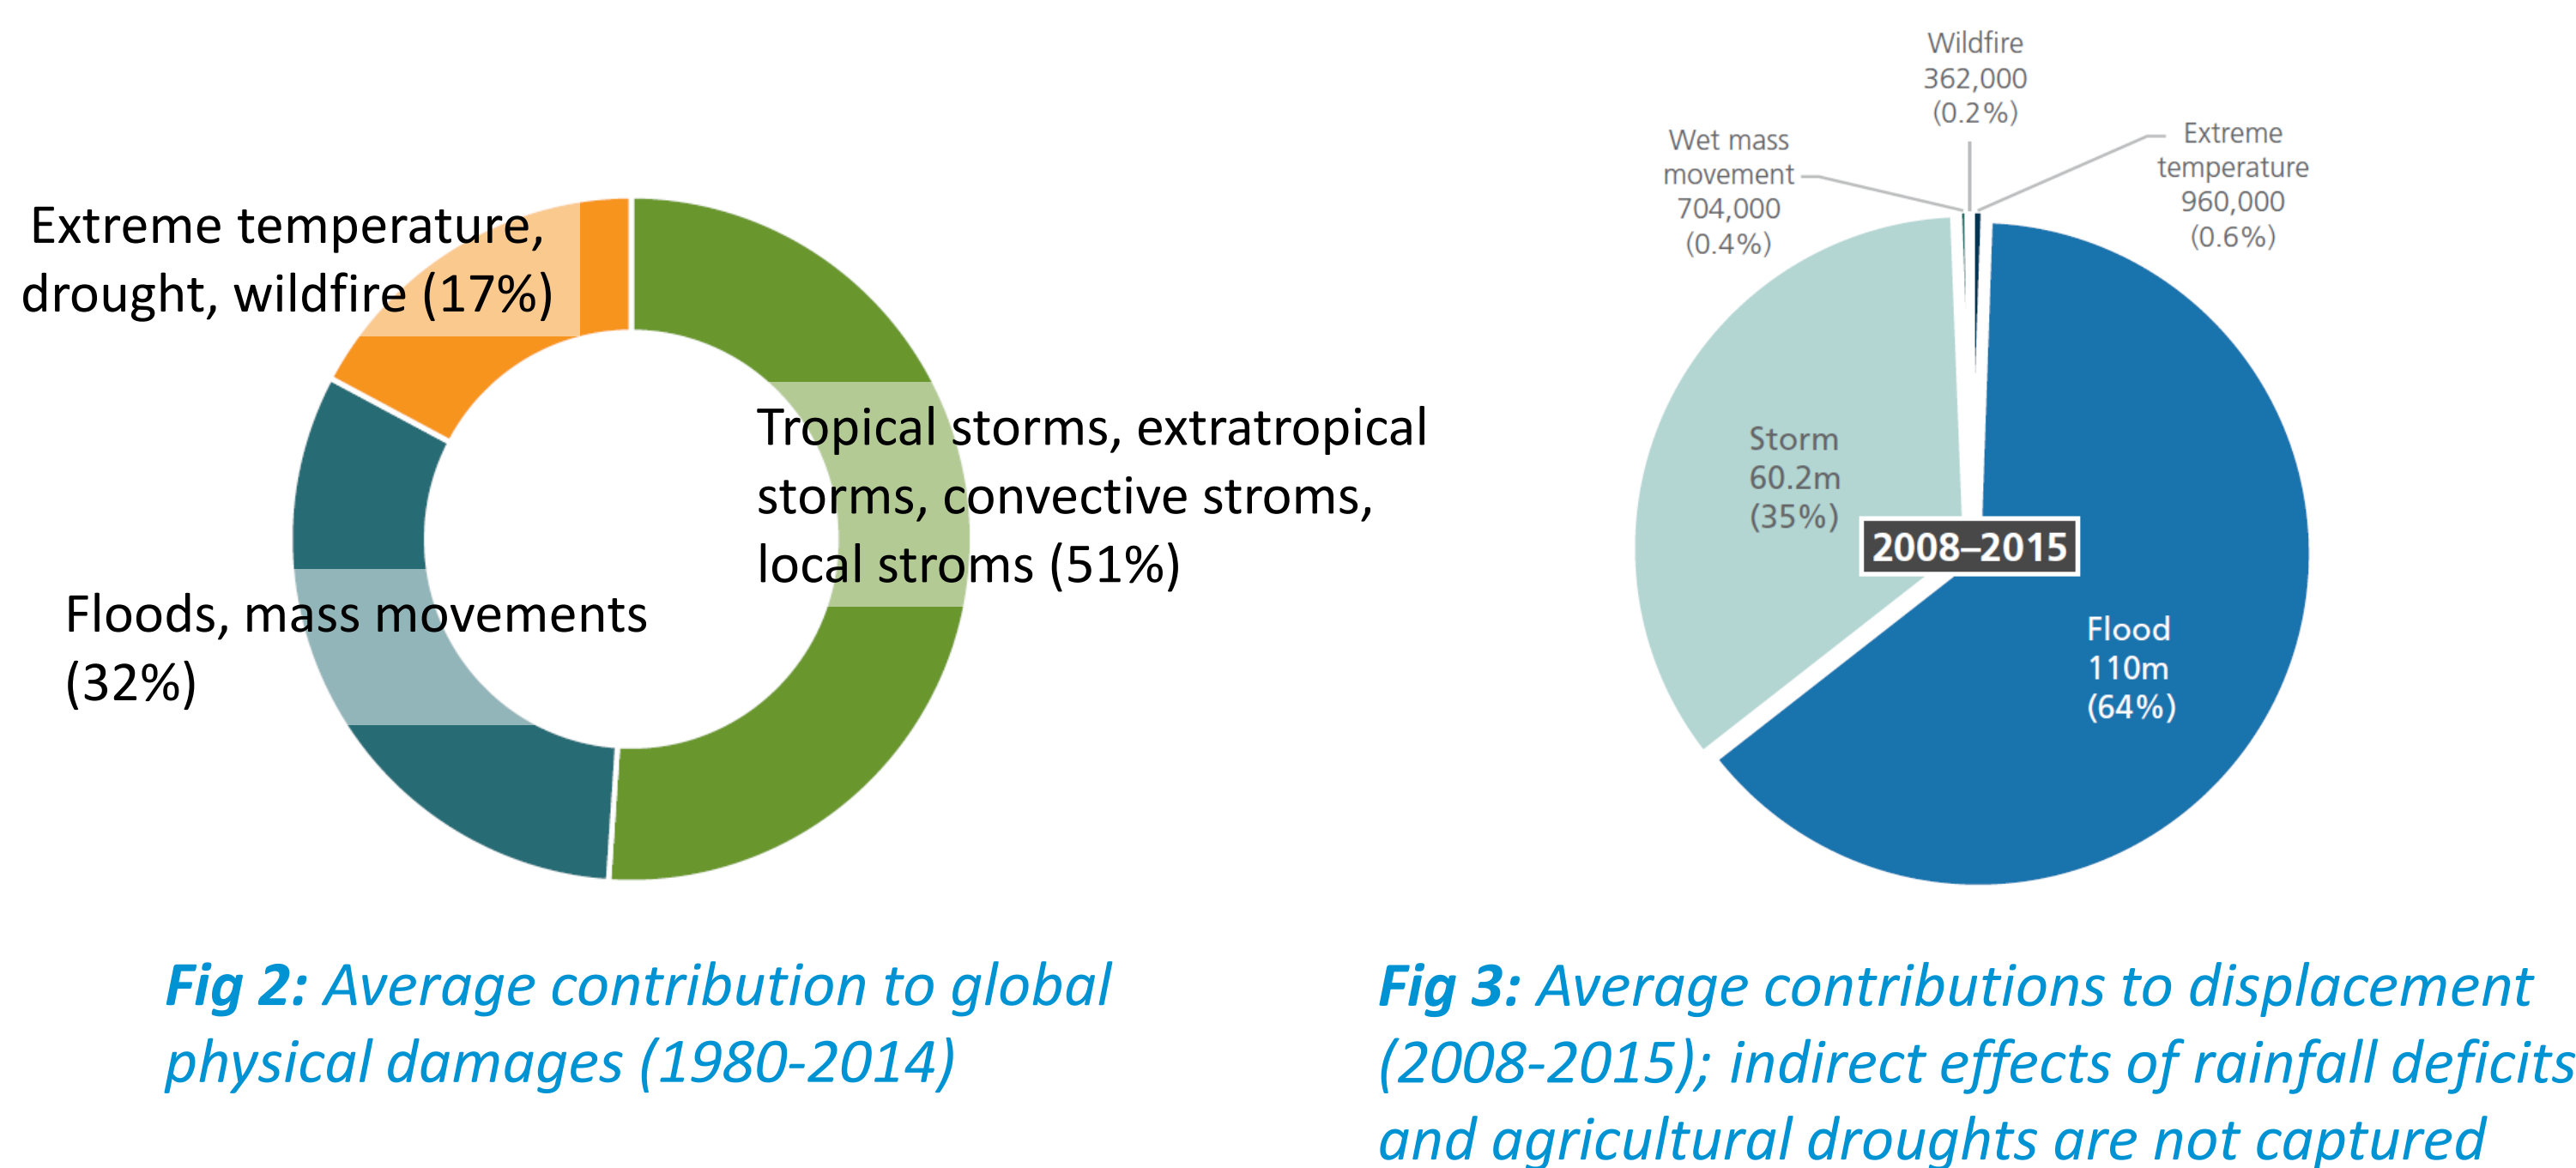 Extreme temperature,
drought, wildfire (17%)
Tropical storms, extratropical
storms, convective stroms,
local stroms (51%)
Floods, mass movements
(32%)
Fig 2: Average contribution to global
physical damages (1980-2014)
Wildfire
362,000
(0.2%)
Wet mass
movement
704,000
(0.4%)
Extreme
temperature
960,000
(0.6%)
Storm
60.2m
(35%)
2008–2015
Flood
110m
(64%)
Fig 3: Average contributions to displacement
(2008-2015); indirect effects of rainfall deficits
and agricultural droughts are not captured